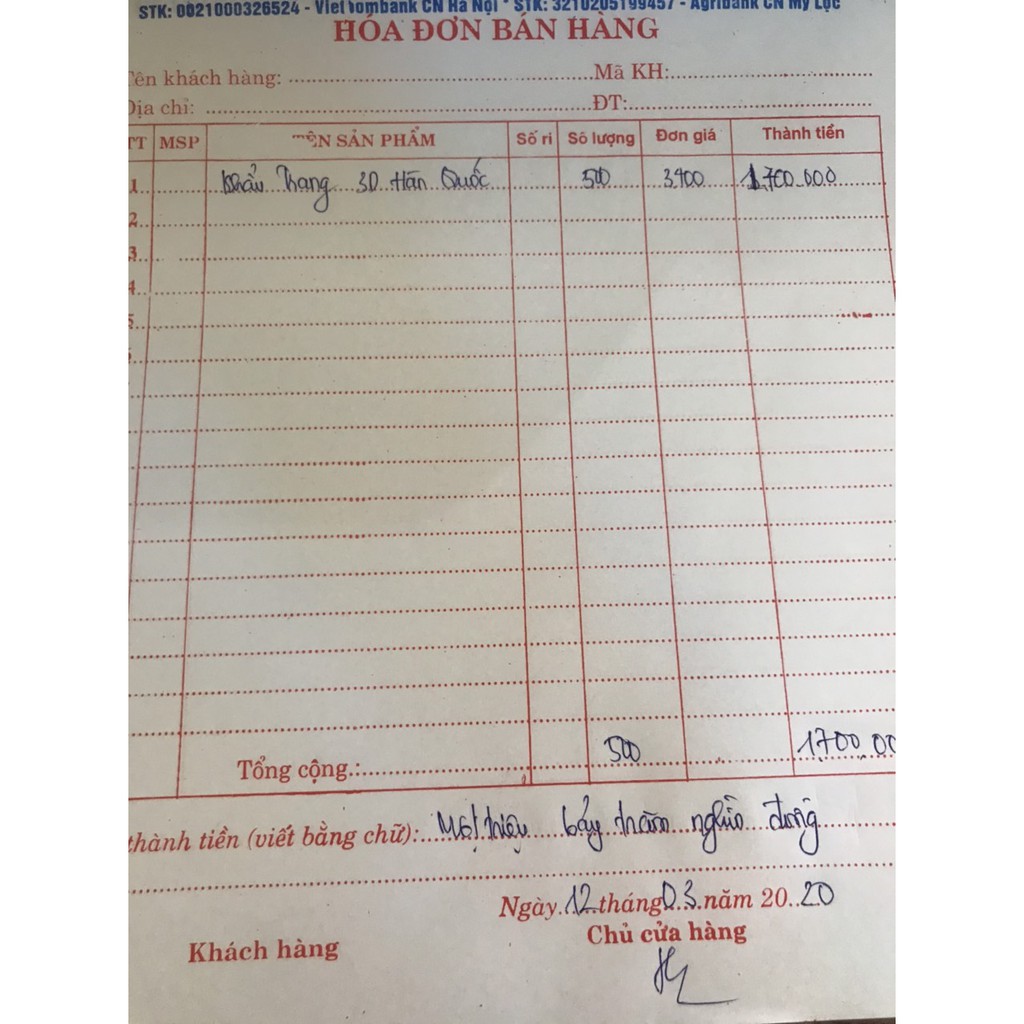 STK: 0021000326524 - Vietcombank CN Hà Nội * STK: 3210205199457 - Agribank CN Mỹ Lộc
HÓA ĐƠN BÁN HÀNG
Tên khách hàng: Mã KH:
Địa chỉ: ĐT:
TT MSP TÊN SẢN PHẨM Số ri Số lượng Đơn giá Thành tiền
1 Khẩu Trang 3D Hàn Quốc 500 3400 1.700.000
2
3
4
5
Tổng cộng.: 500 1700.00
thành tiền (viết bằng chữ): Một triệu bảy trăm nghìn đồng
Ngày 12 tháng 03 năm 2020
Khách hàng Chủ cửa hàng